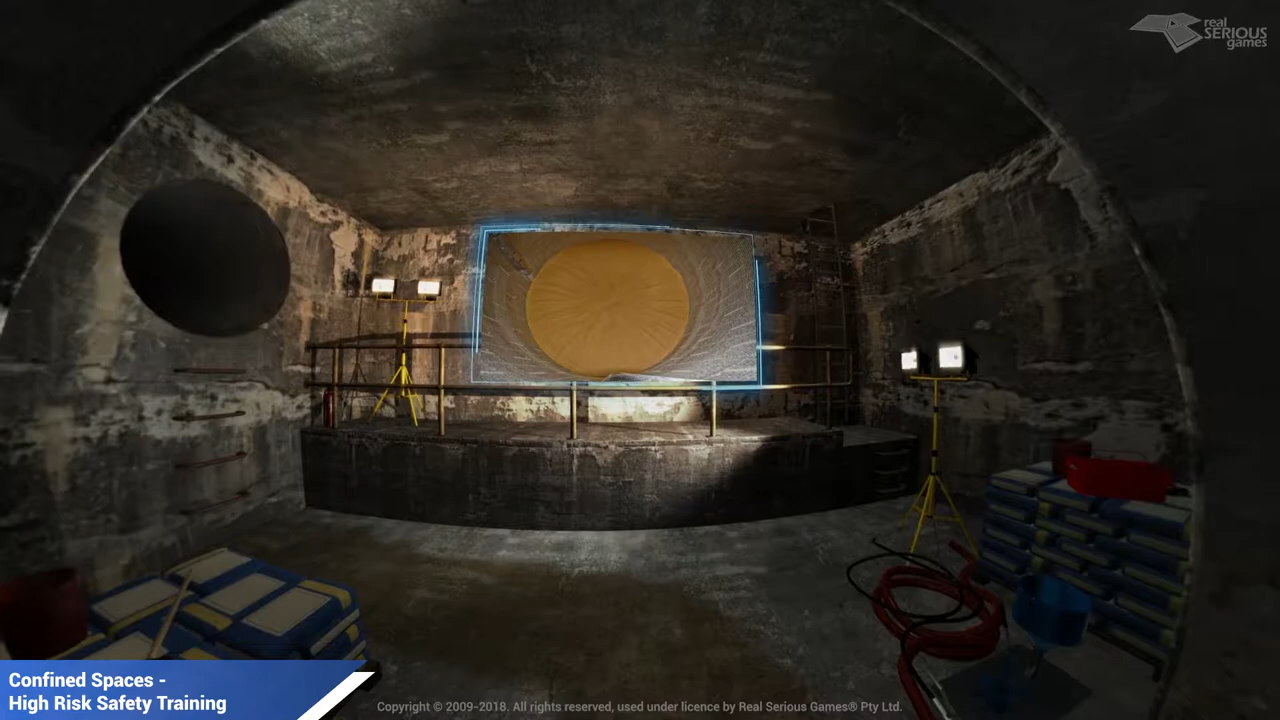 real
SERIOUS
games
Confined Spaces -
High Risk Safety Training
Copyright © 2009-2018. All rights reserved, used under licence by Real Serious Games® Pty Ltd.